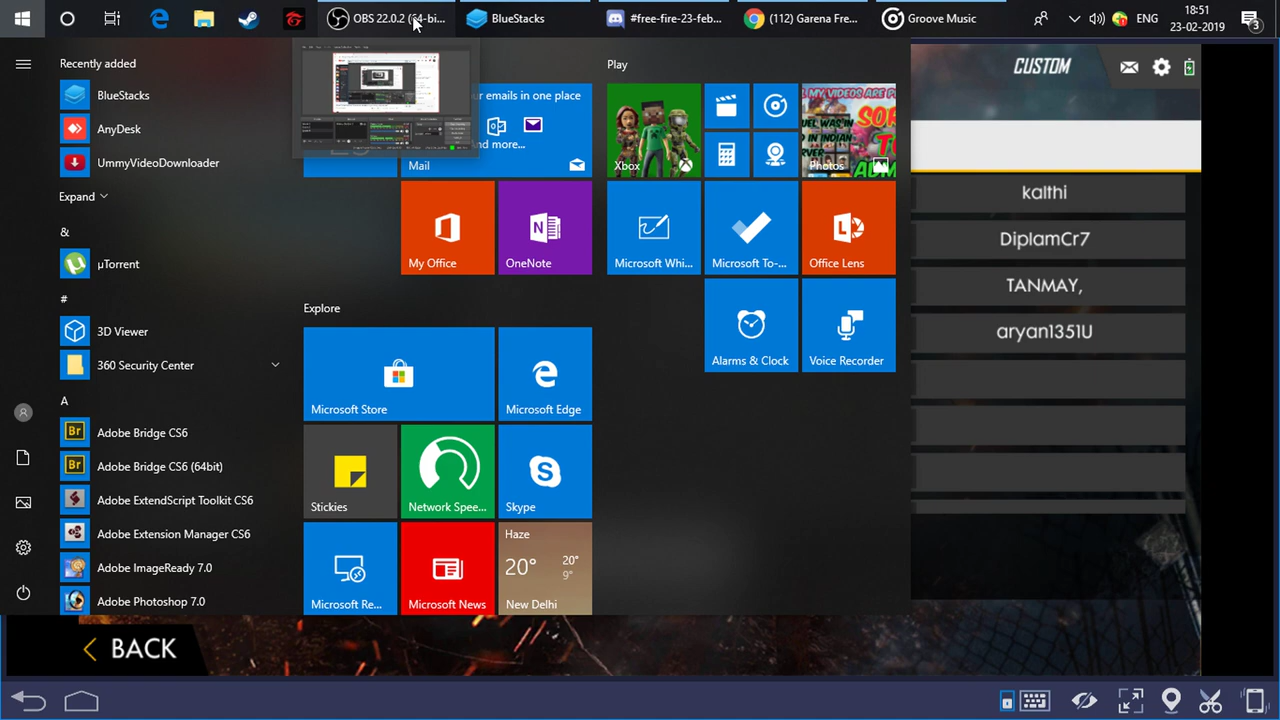 OBS 22.0.2 (64-bi...
BlueStacks
#free-fire-23-feb...
(112) Garena Fre...
Groove Music
ENG
18:51
23-02-2019
3
Recently added
BlueStacks
UmmyVideoDownloader
Expand
&
µTorrent
#
3D Viewer
360 Security Center
A
Adobe Bridge CS6
Adobe Bridge CS6 (64bit)
Adobe ExtendScript Toolkit CS6
Adobe Extension Manager CS6
Adobe ImageReady 7.0
Adobe Photoshop 7.0
emails in one place
and more...
Mail
My Office
OneNote
Explore
Microsoft Store
Microsoft Edge
Stickies
Network Spee...
Skype
Microsoft Re...
Microsoft News
Haze
20°
20°
9°
New Delhi
Play
Xbox
Photos
Microsoft Whi...
Microsoft To-...
Office Lens
Alarms & Clock
Voice Recorder
CUSTOM
kalthi
DiplamCr7
TANMAY,
aryan1351U
BACK